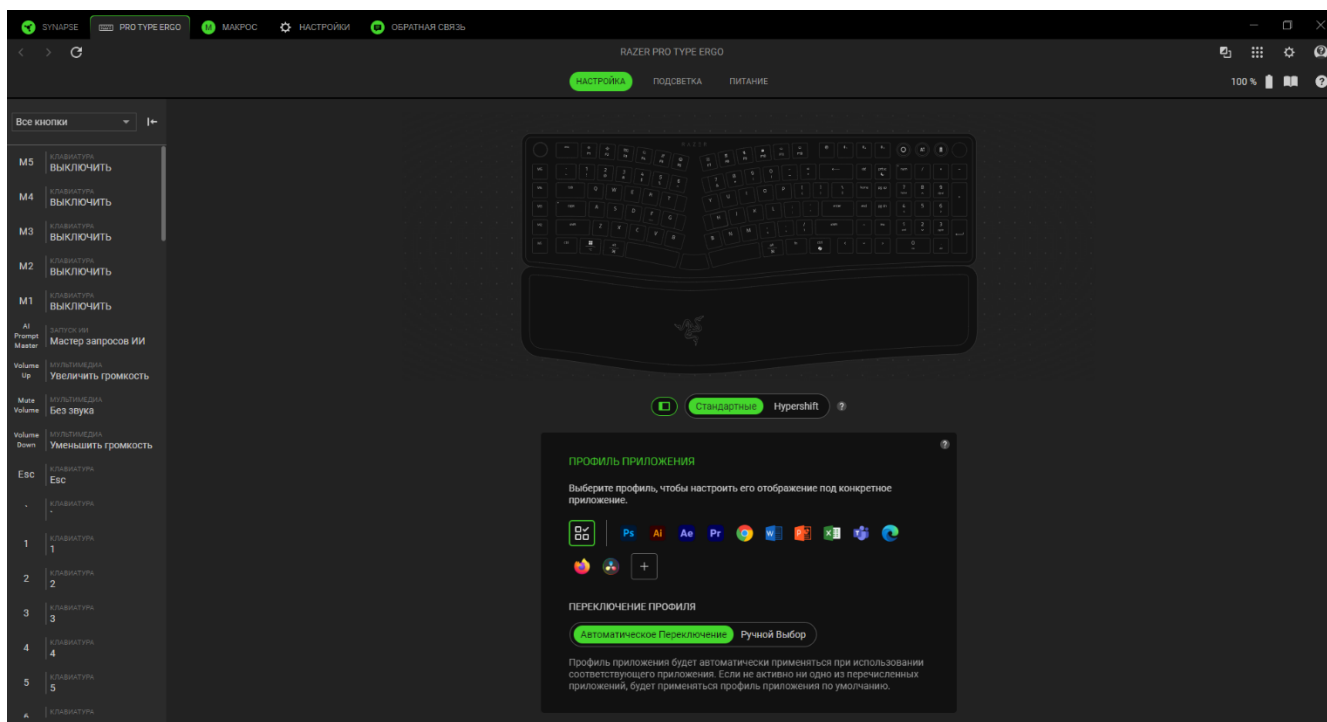 SYNAPSE PRO TYPE ERGO МАКРОС НАСТРОЙКИ ОБРАТНАЯ СВЯЗЬ
RAZER PRO TYPE ERGO
НАСТРОЙКА ПОДСВЕТКА ПИТАНИЕ
100 %
Все кнопки
M5 КЛАВИАТУРА
ВЫКЛЮЧИТЬ
M4 КЛАВИАТУРА
ВЫКЛЮЧИТЬ
M3 КЛАВИАТУРА
ВЫКЛЮЧИТЬ
M2 КЛАВИАТУРА
ВЫКЛЮЧИТЬ
M1 КЛАВИАТУРА
ВЫКЛЮЧИТЬ
AI Prompt Master ЗАПУСК ИИ
Мастер запросов ИИ
Volume Up МУЛЬТИМЕДИА
Увеличить громкость
Mute Volume МУЛЬТИМЕДИА
Без звука
Volume Down МУЛЬТИМЕДИА
Уменьшить громкость
Esc КЛАВИАТУРА
Esc
КЛАВИАТУРА
1 КЛАВИАТУРА
1
2 КЛАВИАТУРА
2
3 КЛАВИАТУРА
3
4 КЛАВИАТУРА
4
5 КЛАВИАТУРА
5
6 КЛАВИАТУРА
RAZER
Стандартные Hypershift
ПРОФИЛЬ ПРИЛОЖЕНИЯ
Выберите профиль, чтобы настроить его отображение под конкретное
приложение.
Ps Ai Ae Pr
ПЕРЕКЛЮЧЕНИЕ ПРОФИЛЯ
Автоматическое Переключение Ручной Выбор
Профиль приложения будет автоматически применяться при использовании
соответствующего приложения. Если не активно ни одно из перечисленных
приложений, будет применяться профиль приложения по умолчанию.